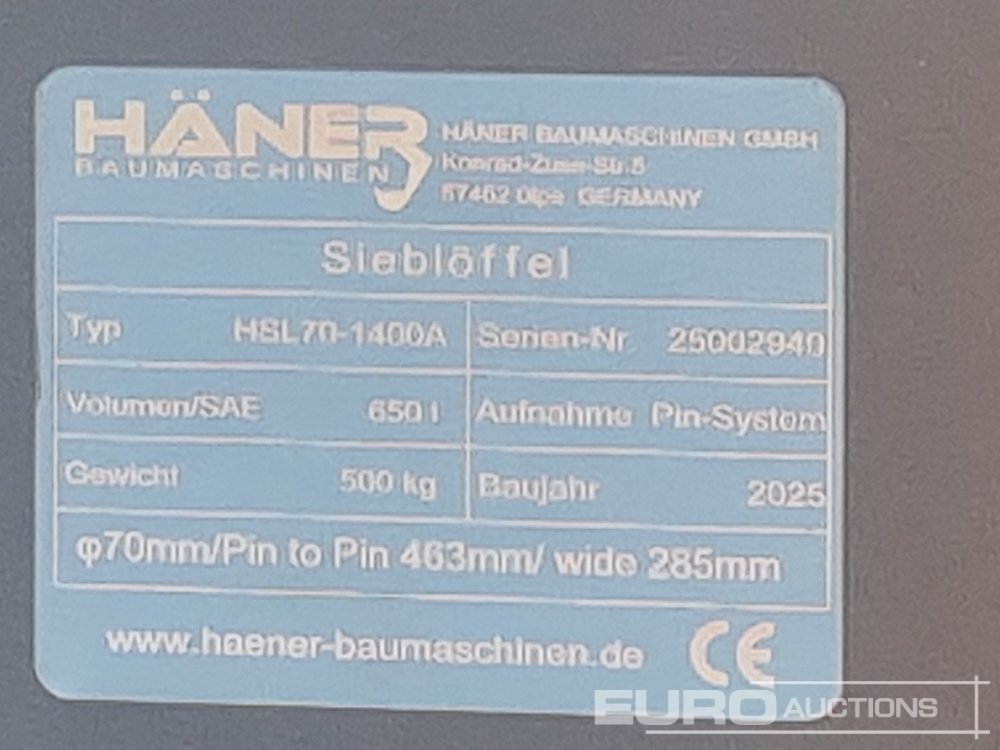 HÄNER
BAUMASCHINEN
HÄNER BAUMASCHINEN GMBH
Konrad-Zuse-Str.5
57462 Olpe GERMANY
Sieblöffel
Typ HSL70-1400A Serien-Nr 25002940
Volumen/SAE 650 l Aufnahme Pin-System
Gewicht 500 kg Baujahr 2025
φ70mm/Pin to Pin 463mm/ wide 285mm
www.haener-baumaschinen.de CE
EURO AUCTIONS